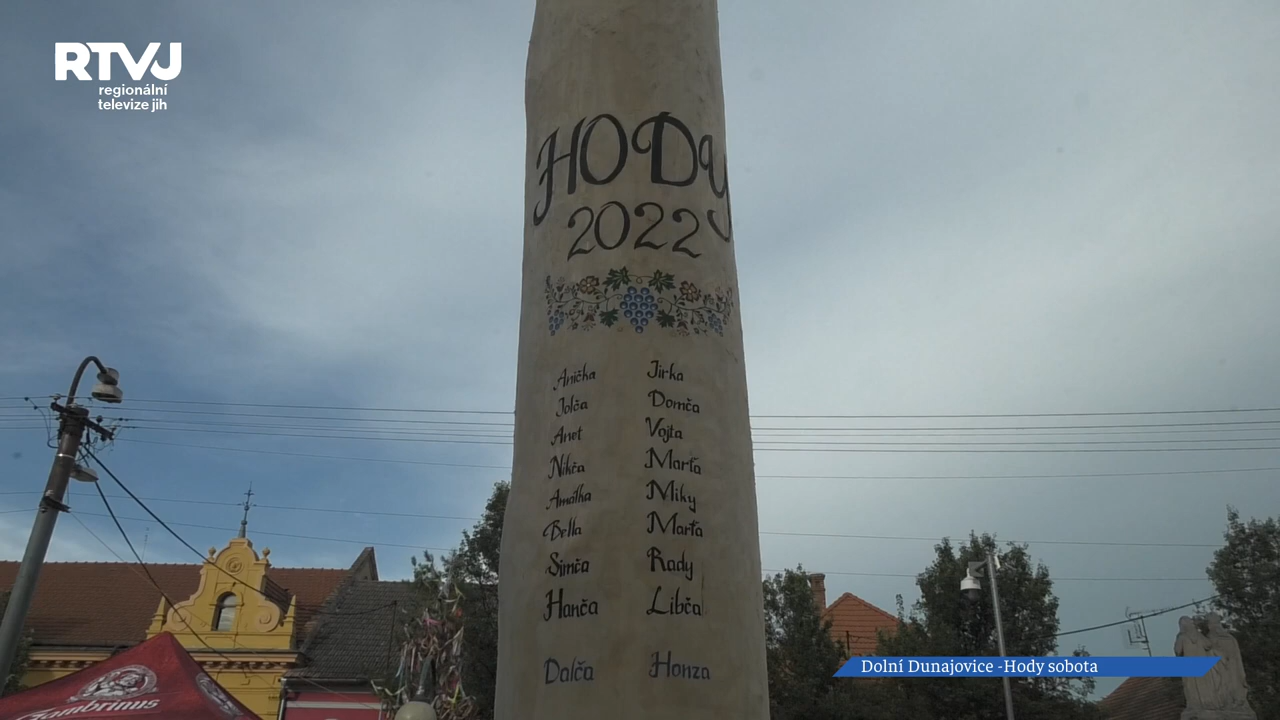 RTVJ
regionální
televize jih
HODY
2022
Anička Jirka
Jolča Domča
Anet Vojta
Nikča Marťa
Amálka Miky
Bella Marťa
Simča Rady
Hanča Libča
Dalča Honza
Gambrinus
Dolní Dunajovice -Hody sobota